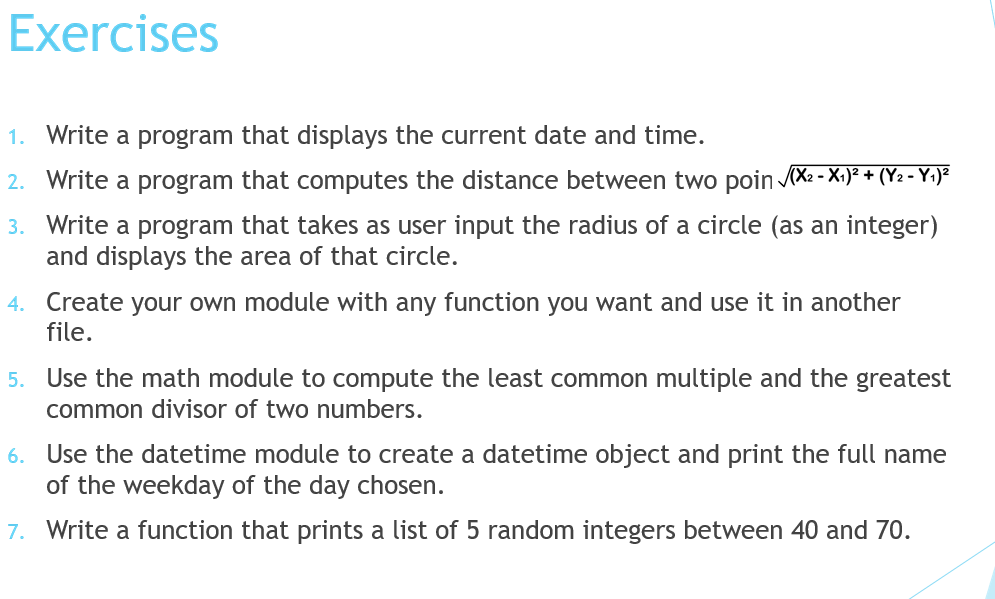 Exercises
1. Write a program that displays the current date and time.
2. Write a program that computes the distance between two poin √(X₂ - X₁)² + (Y₂ - Y₁)²
3. Write a program that takes as user input the radius of a circle (as an integer)
and displays the area of that circle.
4. Create your own module with any function you want and use it in another
file.
5. Use the math module to compute the least common multiple and the greatest
common divisor of two numbers.
6. Use the datetime module to create a datetime object and print the full name
of the weekday of the day chosen.
7. Write a function that prints a list of 5 random integers between 40 and 70.